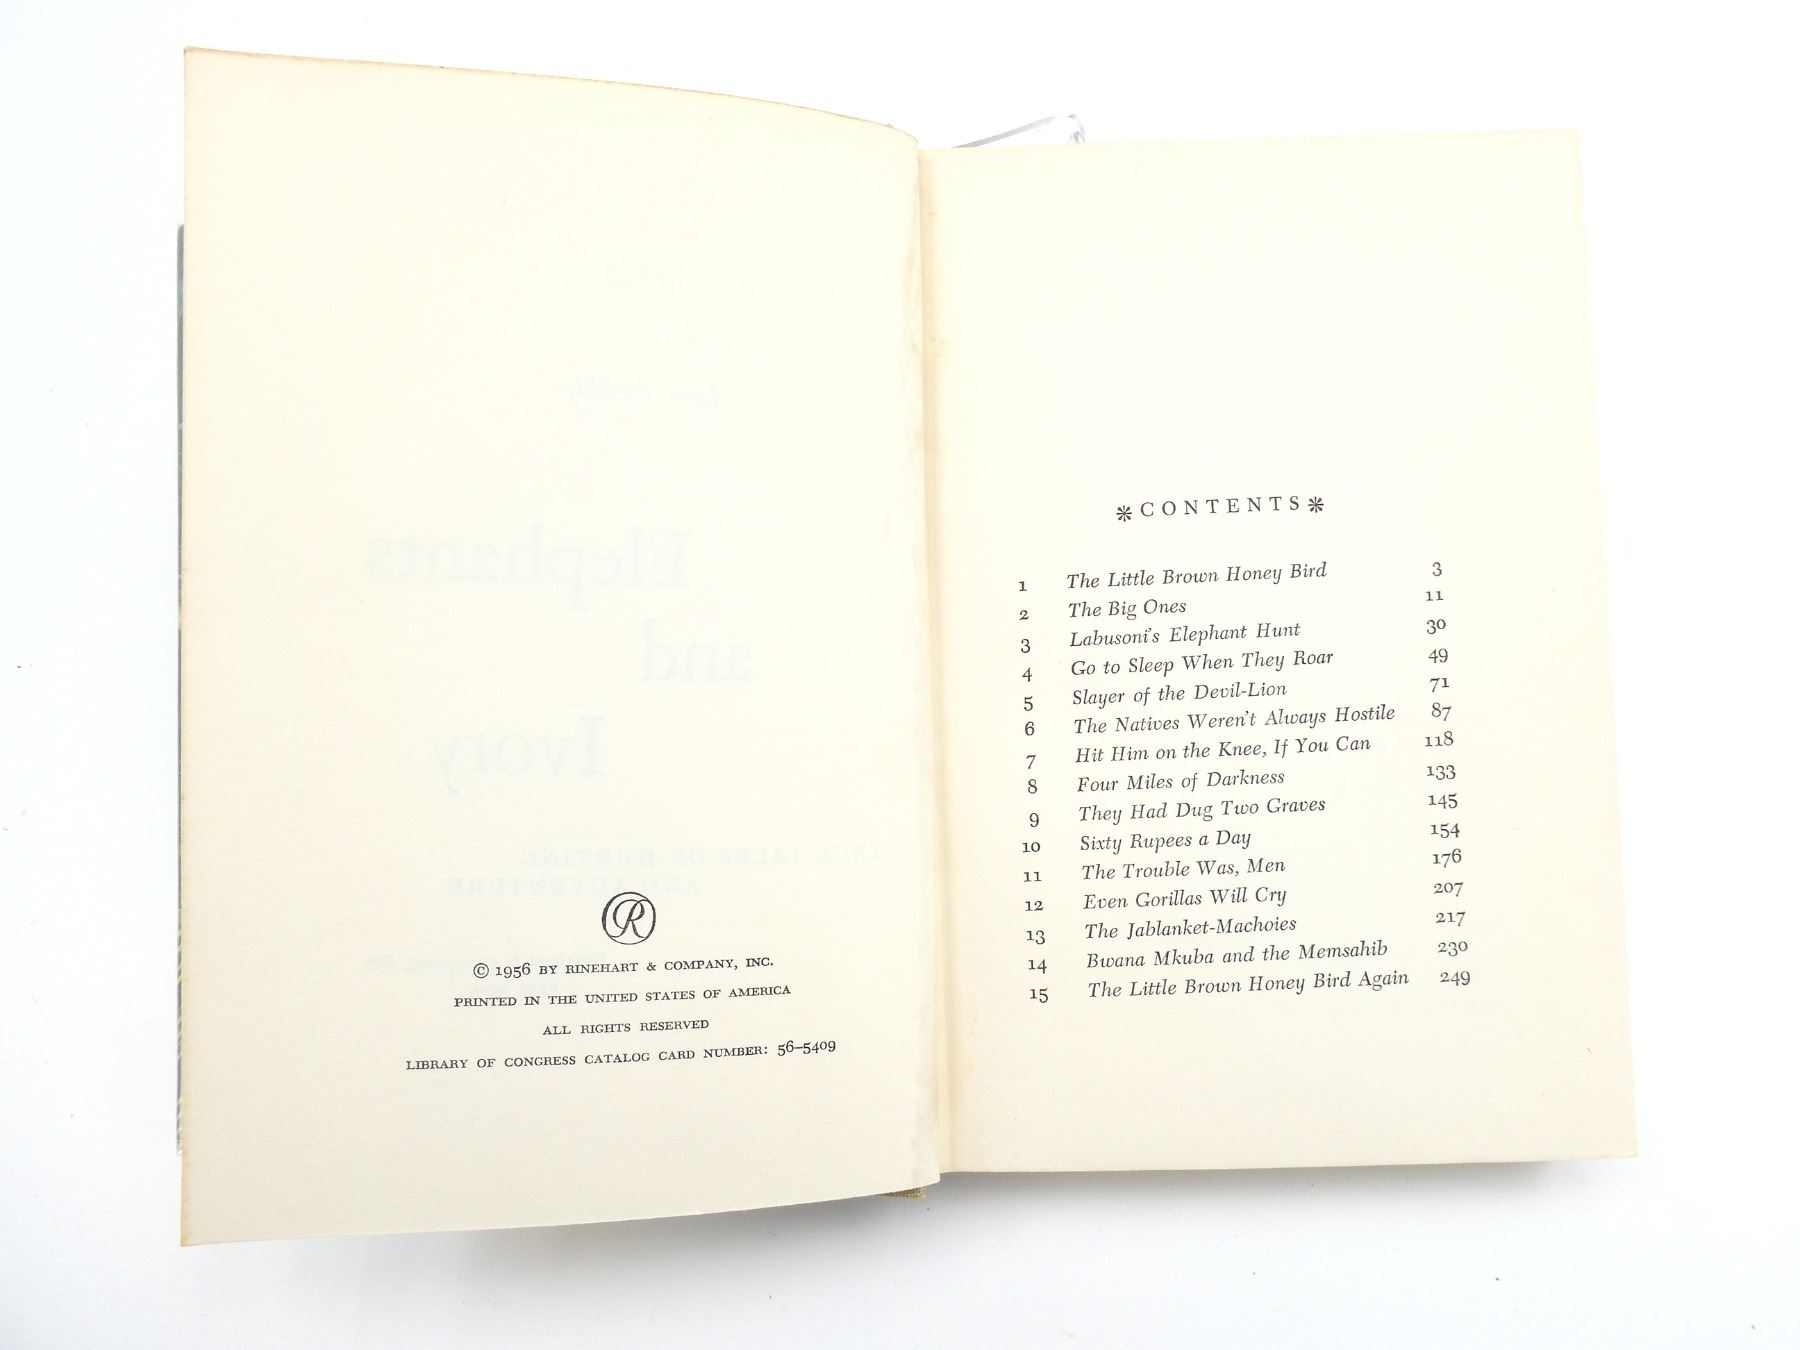 Elephants
and
Ivory
TRUE TALES OF HUNTING
AND ADVENTURE
R
© 1956 BY RINEHART & COMPANY, INC.
PRINTED IN THE UNITED STATES OF AMERICA
ALL RIGHTS RESERVED
LIBRARY OF CONGRESS CATALOG CARD NUMBER: 56–5409
CONTENTS
1 The Little Brown Honey Bird 3
2 The Big Ones 11
3 Labusoni's Elephant Hunt 30
4 Go to Sleep When They Roar 49
5 Slayer of the Devil-Lion 71
6 The Natives Weren't Always Hostile 87
7 Hit Him on the Knee, If You Can 118
8 Four Miles of Darkness 133
9 They Had Dug Two Graves 145
10 Sixty Rupees a Day 154
11 The Trouble Was, Men 176
12 Even Gorillas Will Cry 207
13 The Jablanket-Machoies 217
14 Bwana Mkuba and the Memsahib 230
15 The Little Brown Honey Bird Again 249